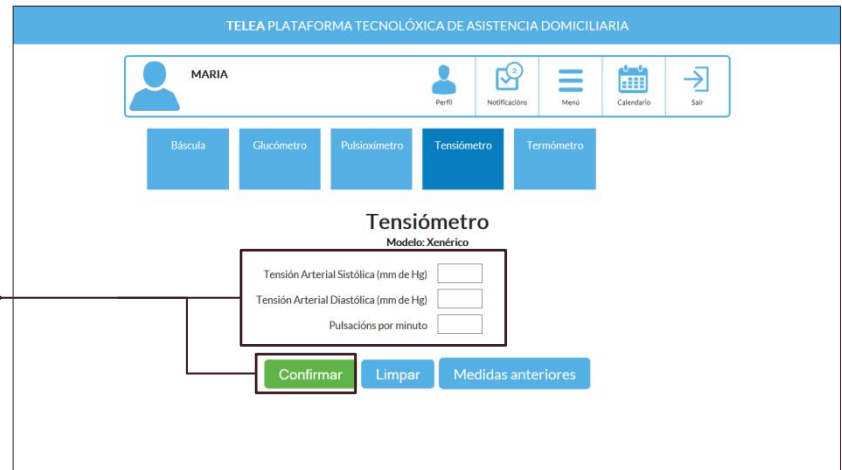 TELEA PLATAFORMA TECNOLÓXICA DE ASISTENCIA DOMICILIARIA
MARIA
2
Perfil Notificacións Menú Calendario Saír
Báscula Glucómetro Pulsioxímetro Tensiómetro Termómetro
Tensiómetro
Modelo: Xenérico
Tensión Arterial Sistólica (mm de Hg)
Tensión Arterial Diastólica (mm de Hg)
Pulsacións por minuto
Confirmar Limpar Medidas anteriores